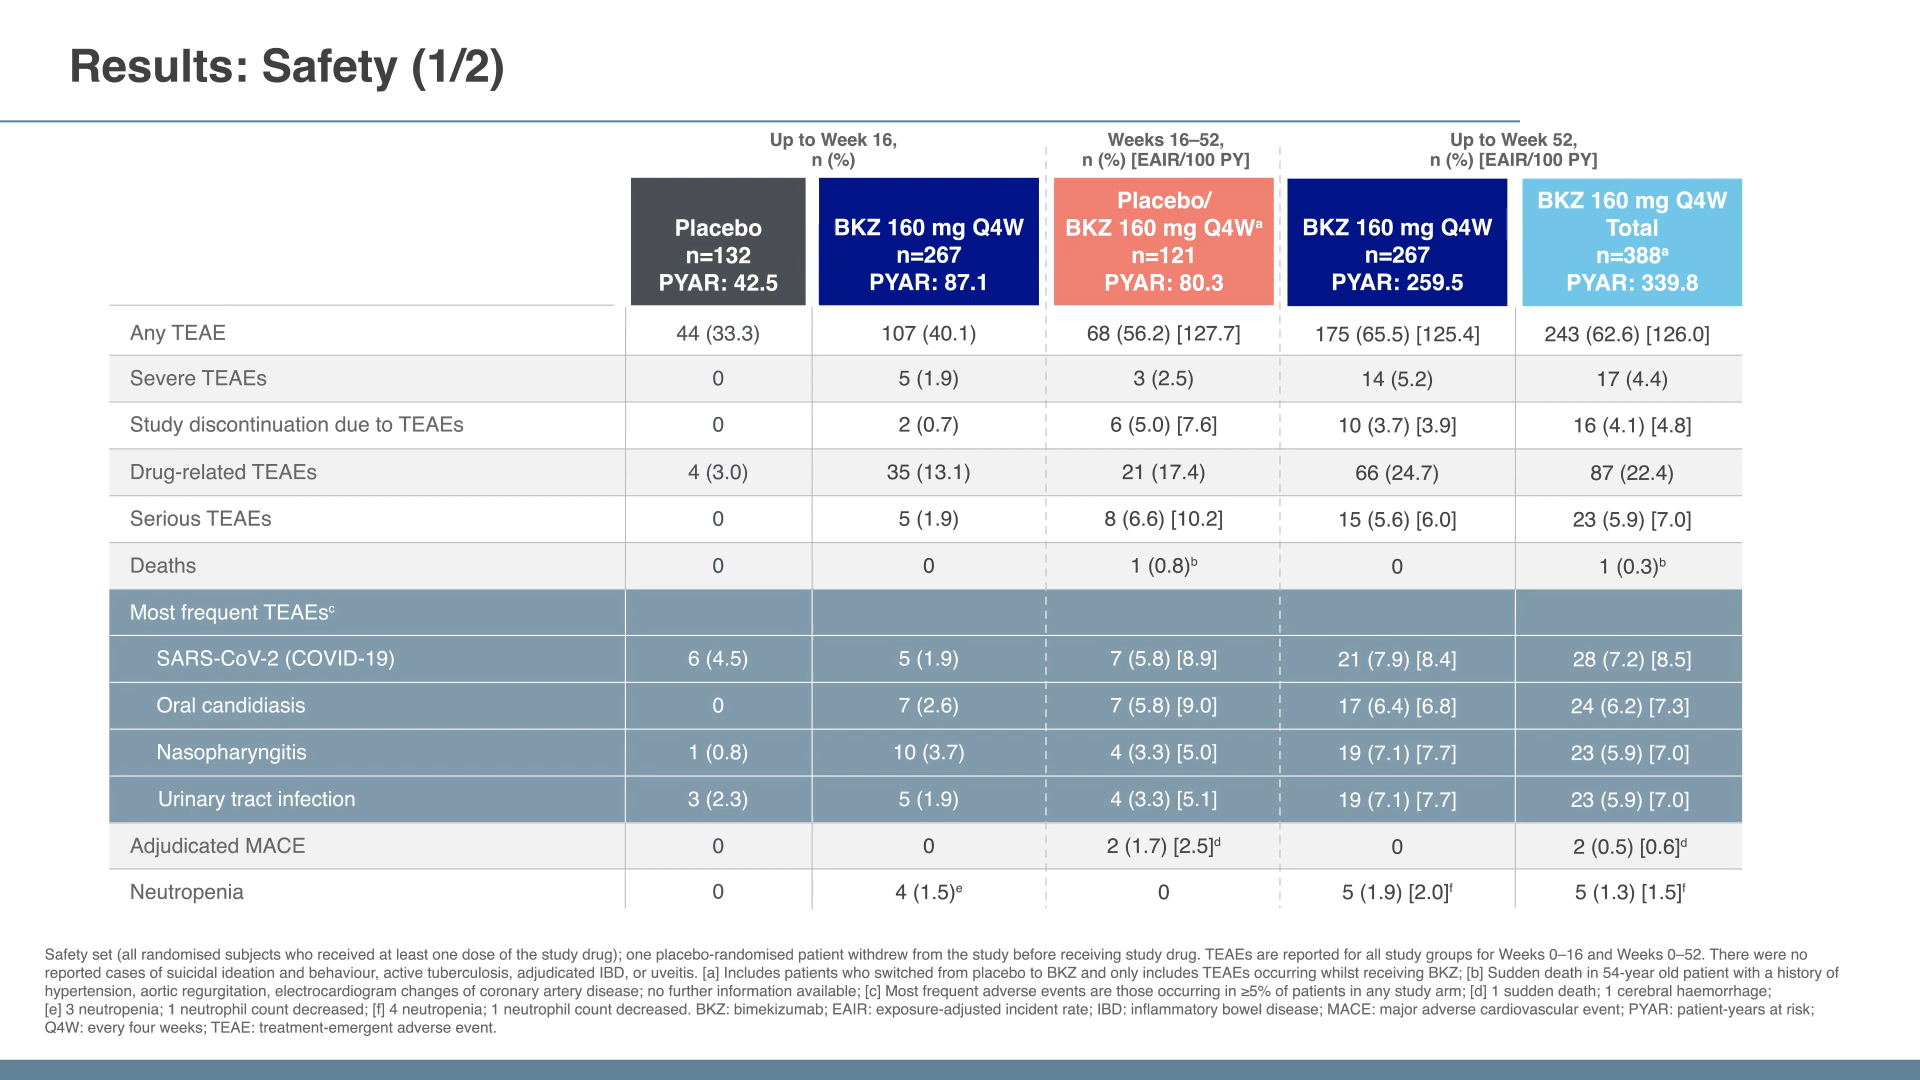 Results: Safety (1/2)
Up to Week 16,
n (%)
Weeks 16–52,
n (%) [EAIR/100 PY]
Up to Week 52,
n (%) [EAIR/100 PY]
Placebo
n=132
PYAR: 42.5
BKZ 160 mg Q4W
n=267
PYAR: 87.1
Placebo/
BKZ 160 mg Q4Wᵃ
n=121
PYAR: 80.3
BKZ 160 mg Q4W
n=267
PYAR: 259.5
BKZ 160 mg Q4W
Total
n=388ᵃ
PYAR: 339.8
Any TEAE 44 (33.3) 107 (40.1) 68 (56.2) [127.7] 175 (65.5) [125.4] 243 (62.6) [126.0]
Severe TEAEs 0 5 (1.9) 3 (2.5) 14 (5.2) 17 (4.4)
Study discontinuation due to TEAEs 0 2 (0.7) 6 (5.0) [7.6] 10 (3.7) [3.9] 16 (4.1) [4.8]
Drug-related TEAEs 4 (3.0) 35 (13.1) 21 (17.4) 66 (24.7) 87 (22.4)
Serious TEAEs 0 5 (1.9) 8 (6.6) [10.2] 15 (5.6) [6.0] 23 (5.9) [7.0]
Deaths 0 0 1 (0.8)ᵇ 0 1 (0.3)ᵇ
Most frequent TEAEsᶜ
SARS-CoV-2 (COVID-19) 6 (4.5) 5 (1.9) 7 (5.8) [8.9] 21 (7.9) [8.4] 28 (7.2) [8.5]
Oral candidiasis 0 7 (2.6) 7 (5.8) [9.0] 17 (6.4) [6.8] 24 (6.2) [7.3]
Nasopharyngitis 1 (0.8) 10 (3.7) 4 (3.3) [5.0] 19 (7.1) [7.7] 23 (5.9) [7.0]
Urinary tract infection 3 (2.3) 5 (1.9) 4 (3.3) [5.1] 19 (7.1) [7.7] 23 (5.9) [7.0]
Adjudicated MACE 0 0 2 (1.7) [2.5]ᵈ 0 2 (0.5) [0.6]ᵈ
Neutropenia 0 4 (1.5)ᵉ 0 5 (1.9) [2.0]ᶠ 5 (1.3) [1.5]ᶠ
Safety set (all randomised subjects who received at least one dose of the study drug); one placebo-randomised patient withdrew from the study before receiving study drug. TEAEs are reported for all study groups for Weeks 0–16 and Weeks 0–52. There were no
reported cases of suicidal ideation and behaviour, active tuberculosis, adjudicated IBD, or uveitis. [a] Includes patients who switched from placebo to BKZ and only includes TEAEs occurring whilst receiving BKZ; [b] Sudden death in 54-year old patient with a history of
hypertension, aortic regurgitation, electrocardiogram changes of coronary artery disease; no further information available; [c] Most frequent adverse events are those occurring in ≥5% of patients in any study arm; [d] 1 sudden death; 1 cerebral haemorrhage;
[e] 3 neutropenia; 1 neutrophil count decreased; [f] 4 neutropenia; 1 neutrophil count decreased. BKZ: bimekizumab; EAIR: exposure-adjusted incident rate; IBD: inflammatory bowel disease; MACE: major adverse cardiovascular event; PYAR: patient-years at risk;
Q4W: every four weeks; TEAE: treatment-emergent adverse event.